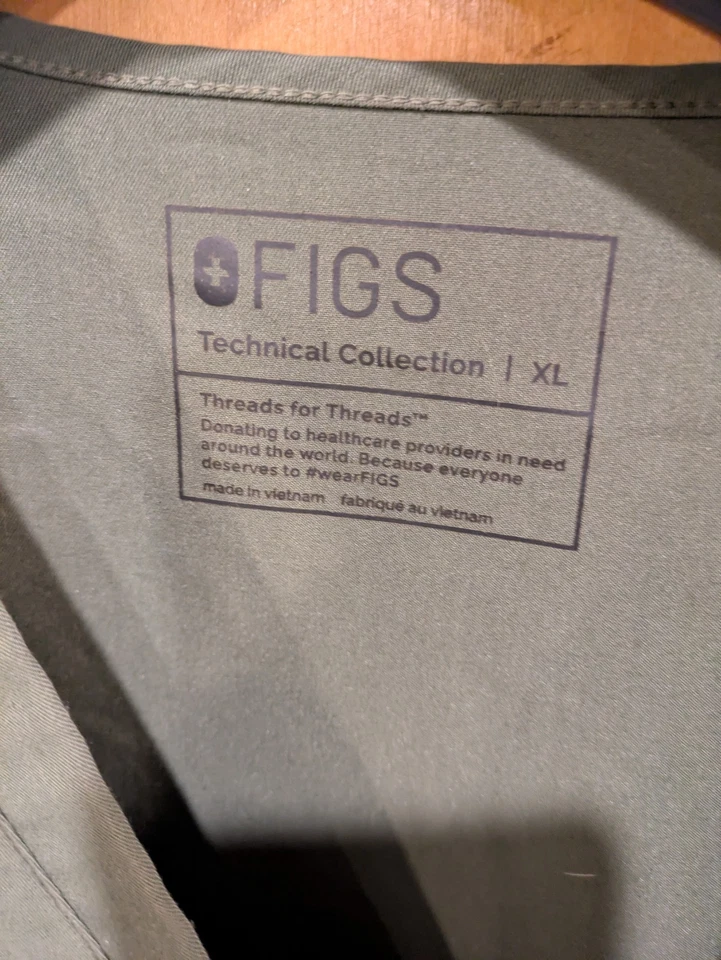 FIGS
Technical Collection | XL
Threads for Threads™
Donating to healthcare providers in need
around the world. Because everyone
deserves to #wearFIGS
made in vietnam fabriqué au vietnam